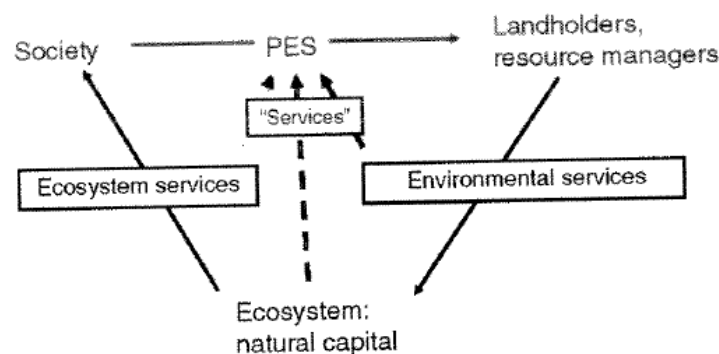 Society
PES
Landholders,
resource managers
"Services"
Ecosystem services
Environmental services
Ecosystem:
natural capital